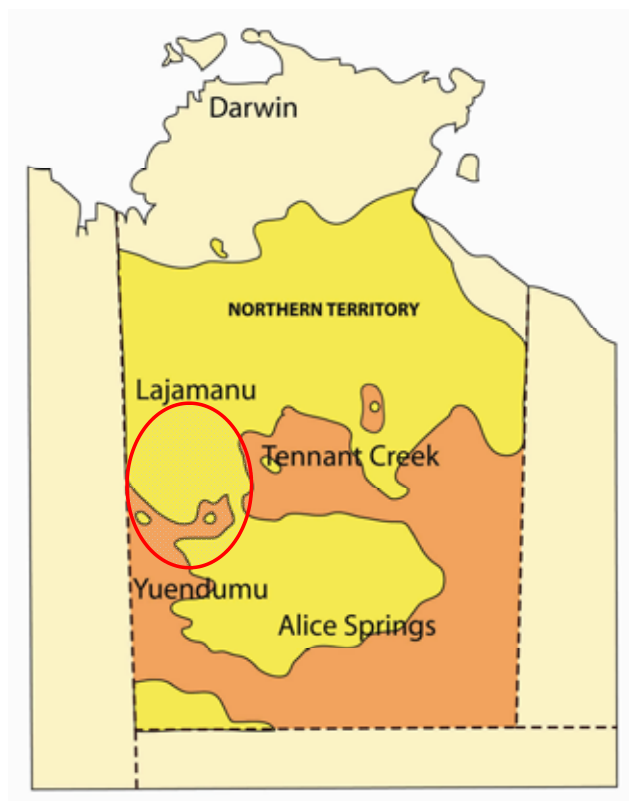 Darwin
NORTHERN TERRITORY
Lajamanu
Tennant Creek
Yuendumu
Alice Springs